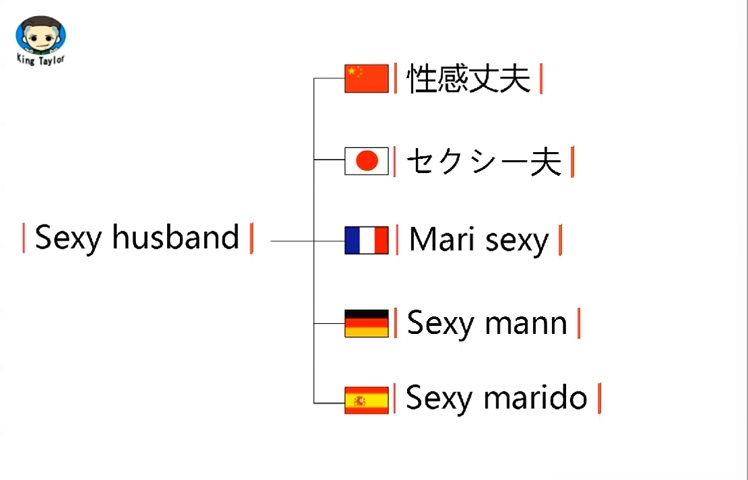 King Taylor
性感丈夫
セクシー夫
Sexy husband
Mari sexy
Sexy mann
Sexy marido